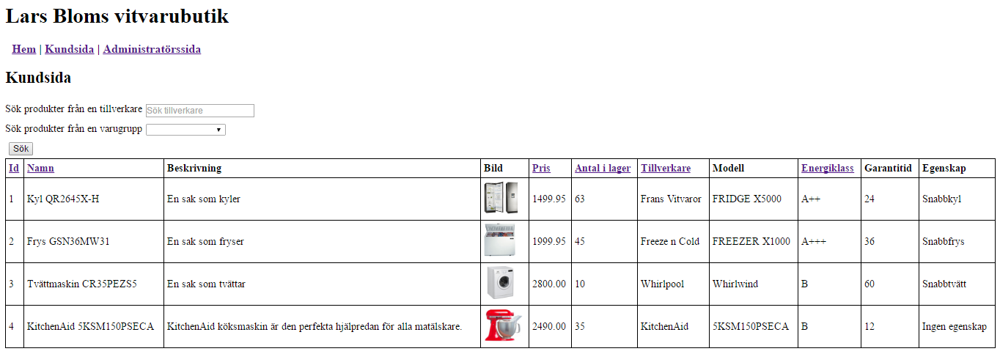 Lars Bloms vitvarubutik
Hem | Kundsida | Administratörssida
Kundsida
Sök produkter från en tillverkare Sök tillverkare
Sök produkter från en varugrupp
Sök
Id Namn Beskrivning Bild Pris Antal i lager Tillverkare Modell Energiklass Garantitid Egenskap
1 Kyl QR2645X-H En sak som kyler 1499.95 63 Frans Vitvaror FRIDGE X5000 A++ 24 Snabbkyl
2 Frys GSN36MW31 En sak som fryser 1999.95 45 Freeze n Cold FREEZER X1000 A+++ 36 Snabbfrys
3 Tvättmaskin CR35PEZS5 En sak som tvättar 2800.00 10 Whirlpool Whirlwind B 60 Snabbtvätt
4 KitchenAid 5KSM150PSECA KitchenAid köksmaskin är den perfekta hjälpredan för alla matälskare. 2490.00 35 KitchenAid 5KSM150PSECA B 12 Ingen egenskap